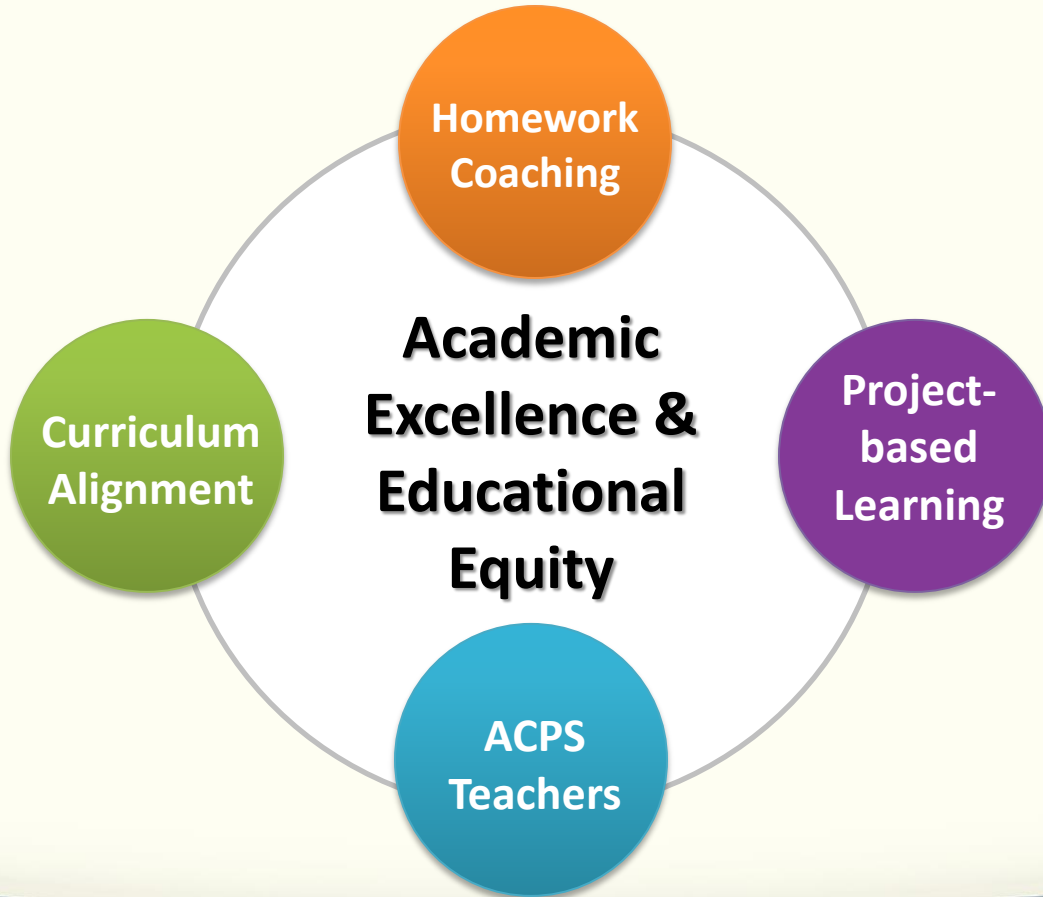 Homework
Coaching
Academic
Excellence &
Educational
Equity
Curriculum
Alignment
Project-
based
Learning
ACPS
Teachers